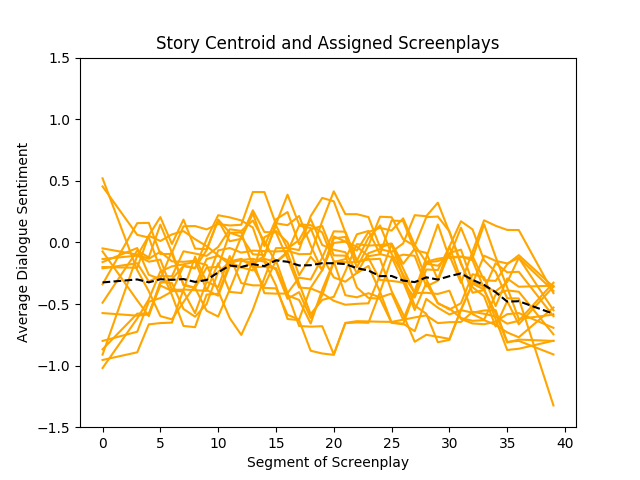 Story Centroid and Assigned Screenplays
1.5
1.0
0.5
0.0
−0.5
−1.0
−1.5
Average Dialogue Sentiment
0 5 10 15 20 25 30 35 40
Segment of Screenplay